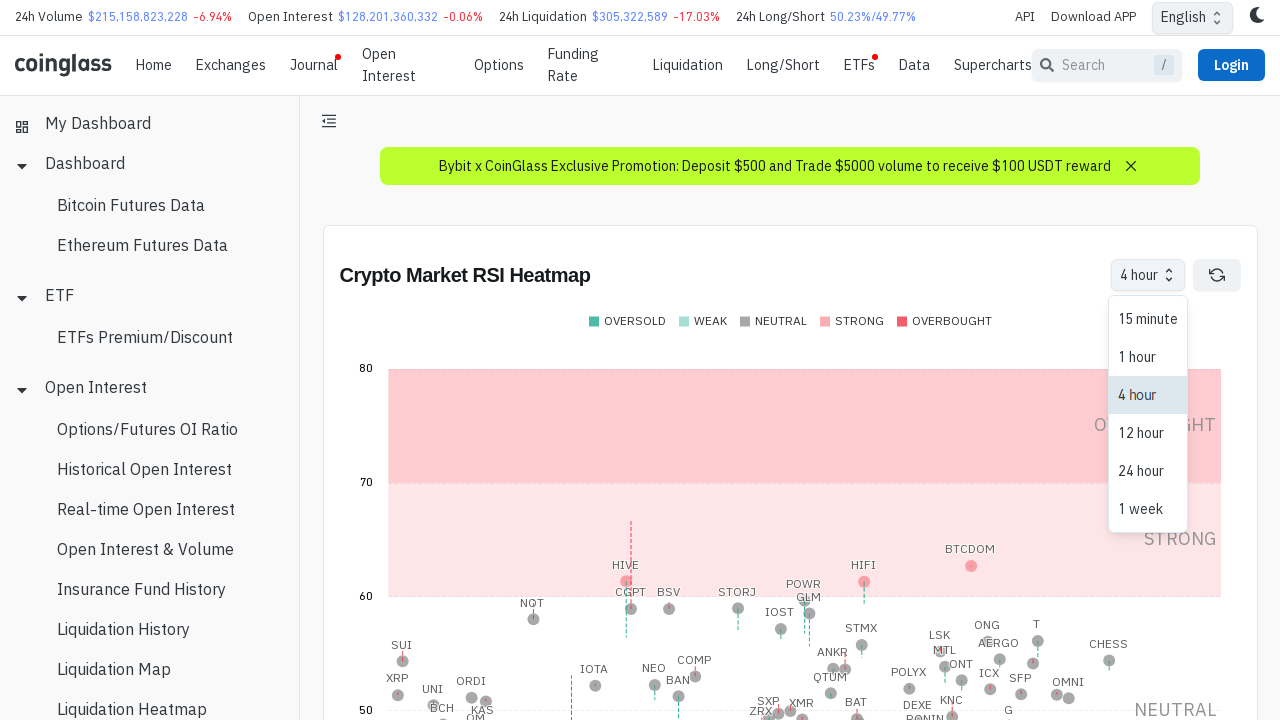 24h Volume $215,158,823,228 -6.94% Open Interest $128,201,360,332 -0.06% 24h Liquidation $305,322,589 -17.03% 24h Long/Short 50.23%/49.77% API Download APP English
coinglass Home Exchanges Journal Open Interest Options Funding Rate Liquidation Long/Short ETFs Data Supercharts Search / Login
My Dashboard
Dashboard
Bitcoin Futures Data
Ethereum Futures Data
ETF
ETFs Premium/Discount
Open Interest
Options/Futures OI Ratio
Historical Open Interest
Real-time Open Interest
Open Interest & Volume
Insurance Fund History
Liquidation History
Liquidation Map
Liquidation Heatmap
Bybit x CoinGlass Exclusive Promotion: Deposit $500 and Trade $5000 volume to receive $100 USDT reward
Crypto Market RSI Heatmap
4 hour
15 minute
1 hour
4 hour
12 hour
24 hour
1 week
OVERSOLD WEAK NEUTRAL STRONG OVERBOUGHT
80
70
STRONG
BTCDOM
HIVE HIFI
POWR
CGPT BSV STORJ
60 GLM
NOT
IOST
ONG T
STMX
LSK
SUI AERGO CHESS
MTL
ANKR
COMP
IOTA NEO ONT
POLYX ICX
XRP QTUM SFP
BAN
ORDI OMNI
UNI
SXP XMR BAT KNC
BCH KAS DEXE
50 ZRX G NEUTRAL